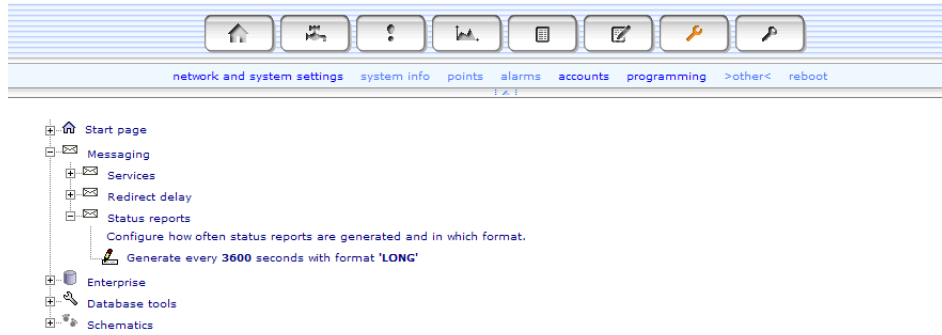 network and system settings system info points alarms accounts programming >other< reboot
Start page
Messaging
Services
Redirect delay
Status reports
Configure how often status reports are generated and in which format.
Generate every 3600 seconds with format 'LONG'
Enterprise
Database tools
Schematics